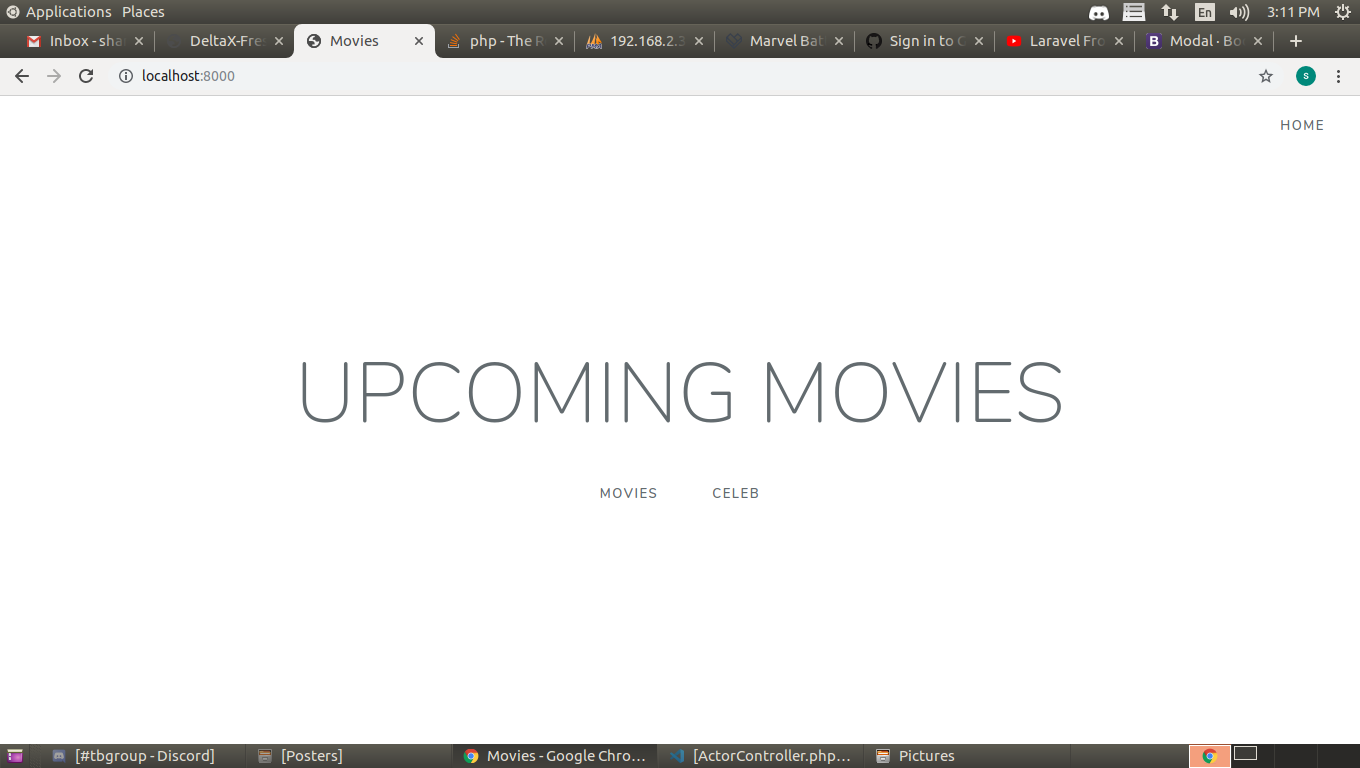 Applications Places En 3:11 PM
Inbox - sha DeltaX-Fres Movies php - The R 192.168.2.3 Marvel Bat Sign in to G Laravel Fro Modal · Bo
localhost:8000 s
HOME
UPCOMING MOVIES
MOVIES CELEB
[#tbgroup - Discord] [Posters] Movies - Google Chro... [ActorController.php... Pictures